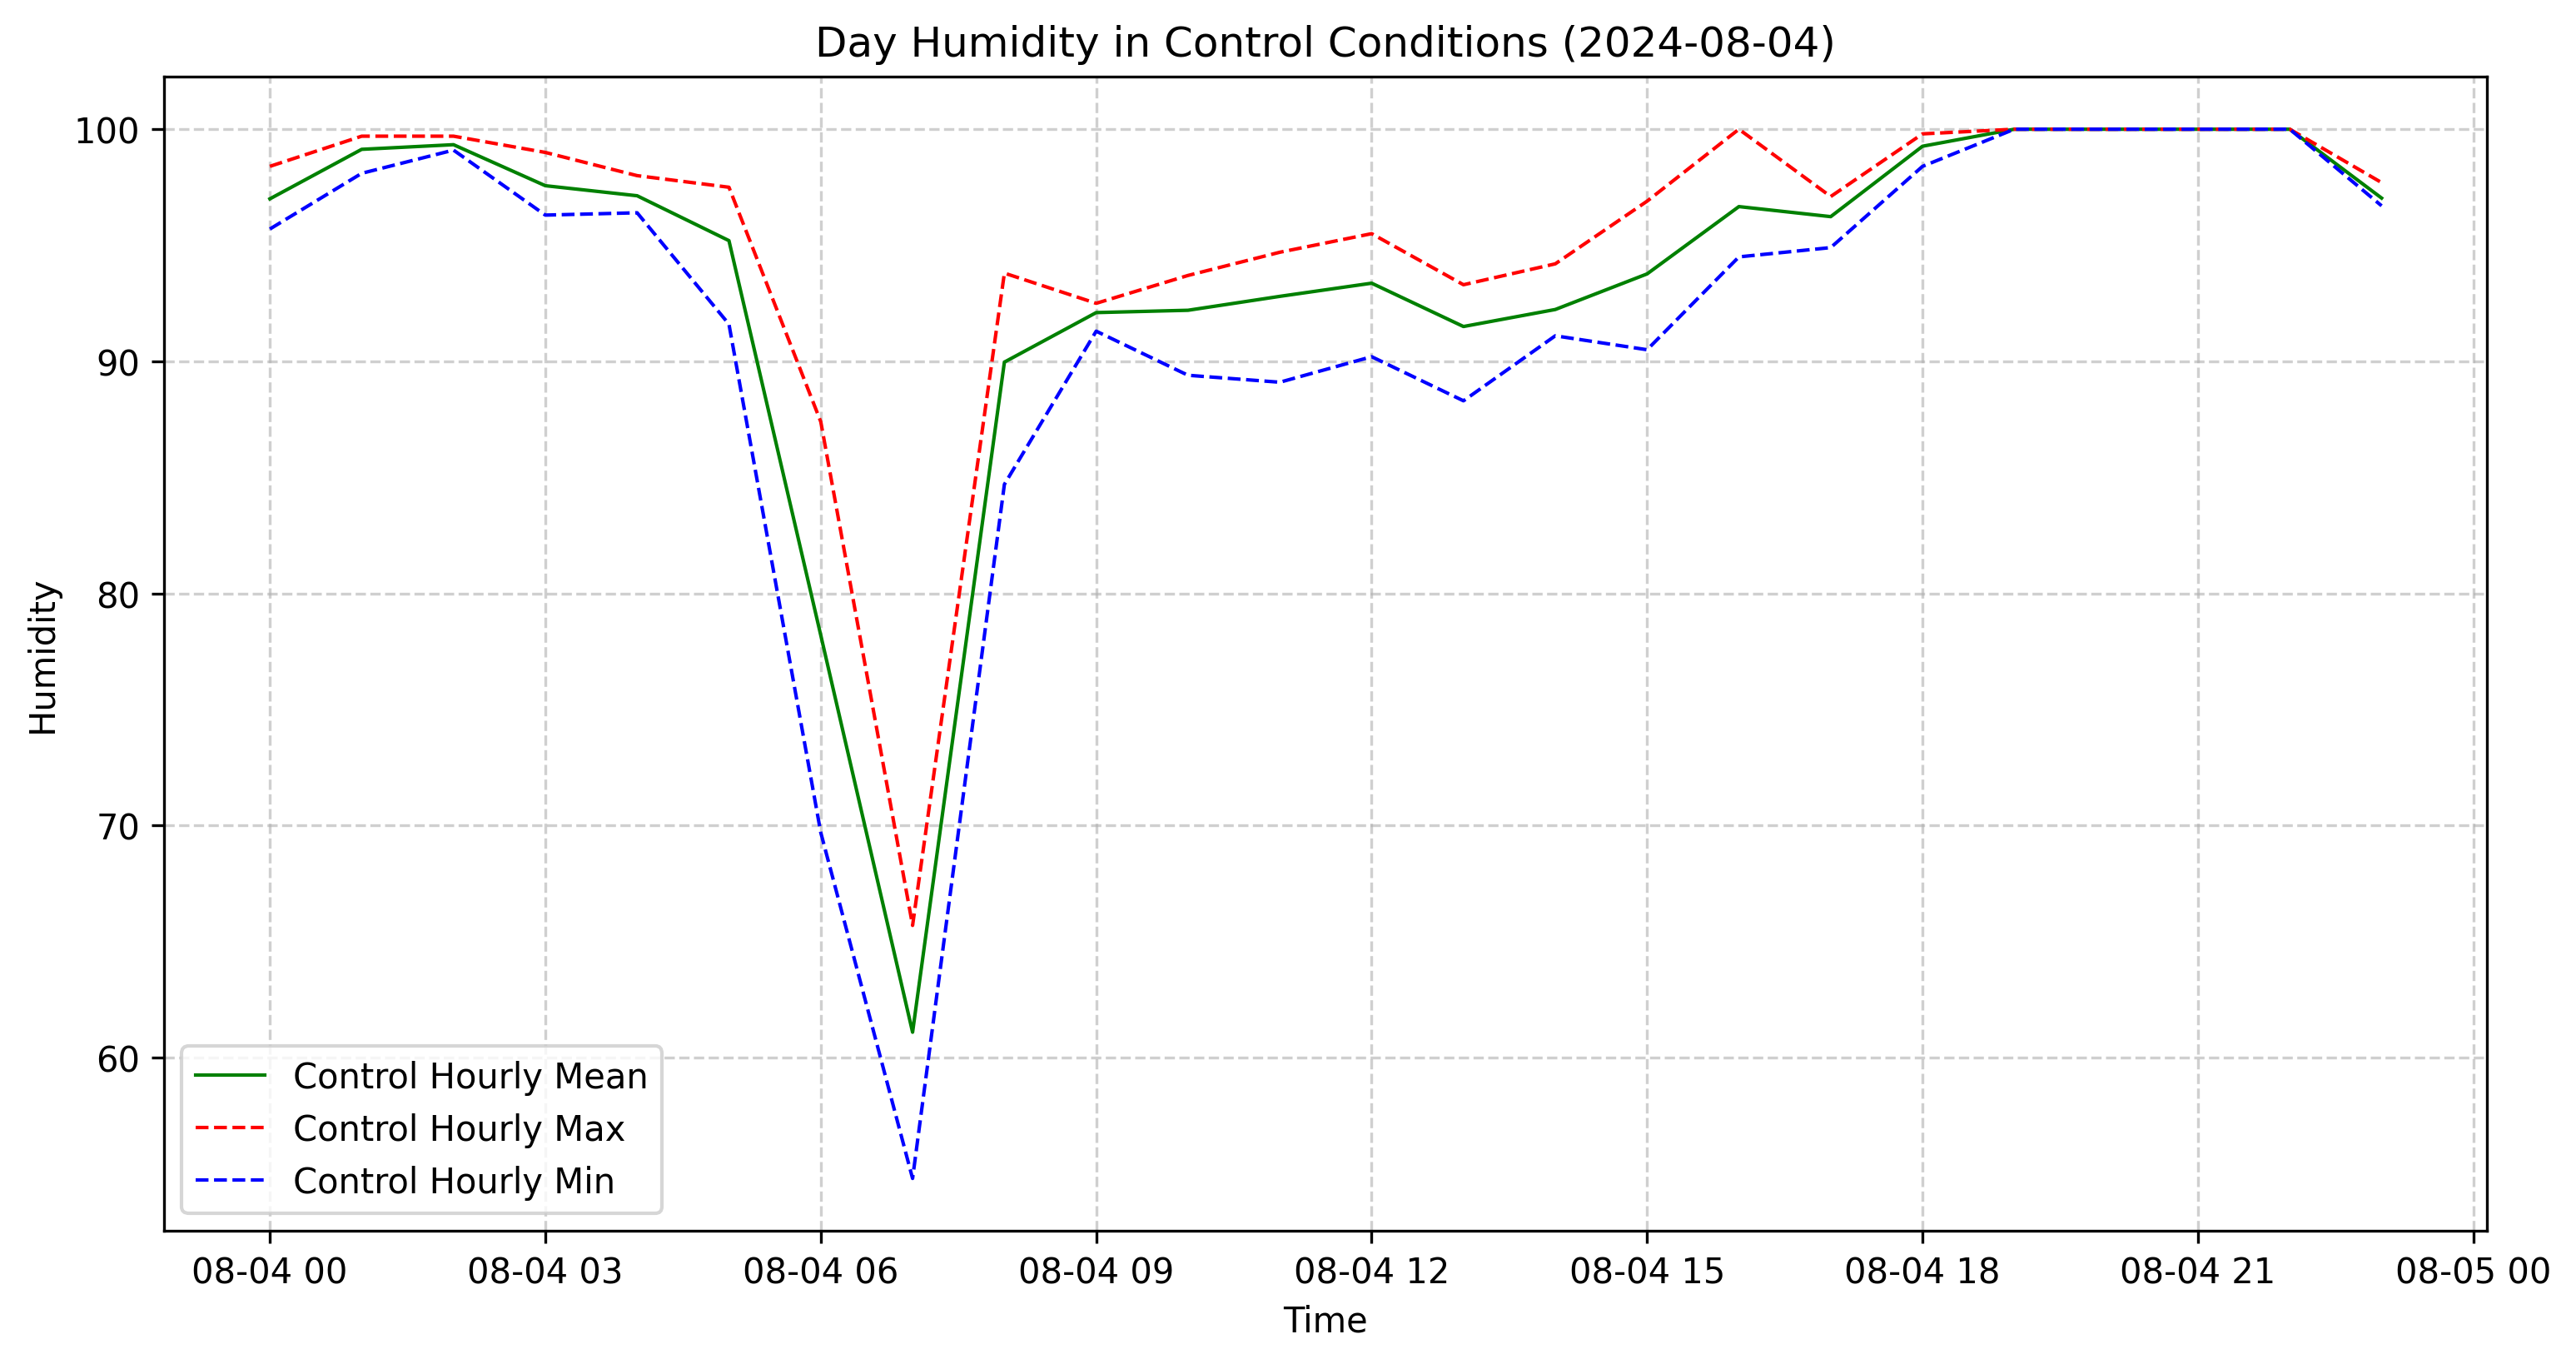 Day Humidity in Control Conditions (2024-08-04)
100
90
80
70
60
Humidity
Control Hourly Mean
Control Hourly Max
Control Hourly Min
08-04 00 08-04 03 08-04 06 08-04 09 08-04 12 08-04 15 08-04 18 08-04 21 08-05 00
Time